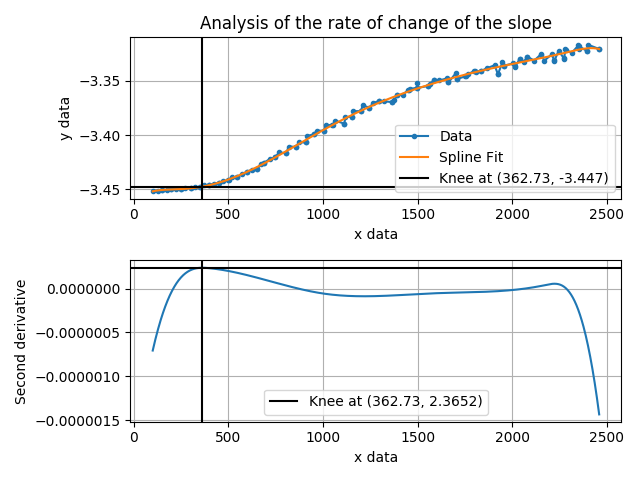 Analysis of the rate of change of the slope
y data
−3.35
−3.40
−3.45
Data
Spline Fit
Knee at (362.73, -3.447)
0 500 1000 1500 2000 2500
x data
Second derivative
0.0000000
−0.0000005
−0.0000010
−0.0000015
Knee at (362.73, 2.3652)
0 500 1000 1500 2000 2500
x data